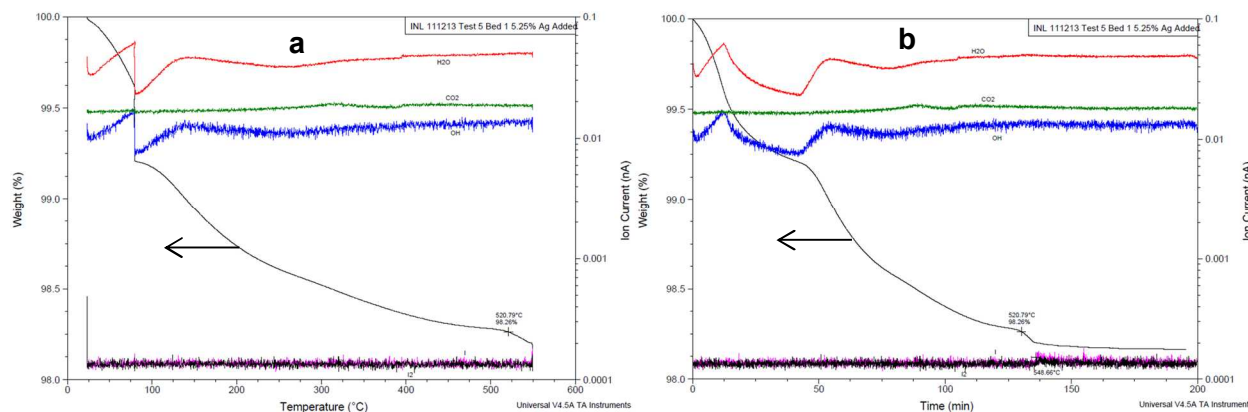 INL 111213 Test 5 Bed 1 5.25% Ag Added
a
H2O
CO2
OH
520.79°C
98.26%
I
I2
100.0
99.5
99.0
98.5
98.0
Weight (%)
0.1
0.01
0.001
0.0001
Ion Current (nA)
0
100
200
300
400
500
600
Temperature (°C)
Universal V4.5A TA Instruments
INL 111213 Test 5 Bed 1 5.25% Ag Added
b
H2O
CO2
OH
520.79°C
98.26%
I
I2
548.66°C
100.0
99.5
99.0
98.5
98.0
Weight (%)
0.1
0.01
0.001
0.0001
Ion Current (nA)
0
50
100
150
200
Time (min)
Universal V4.5A TA Instruments